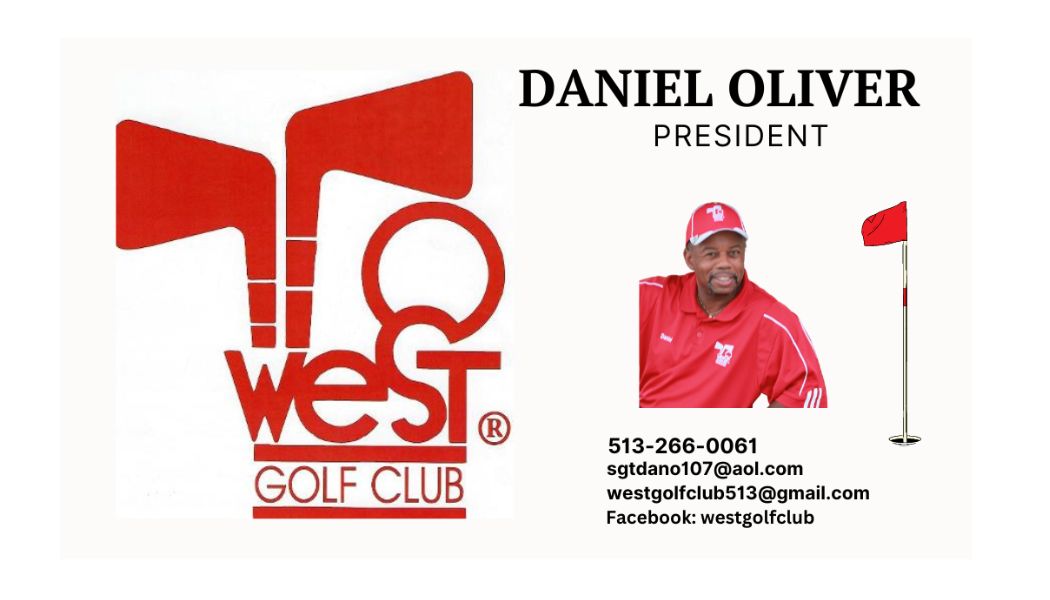 DANIEL OLIVER
PRESIDENT
WeST®
GOLF CLUB
513-266-0061
sgtdano107@aol.com
westgolfclub513@gmail.com
Facebook: westgolfclub